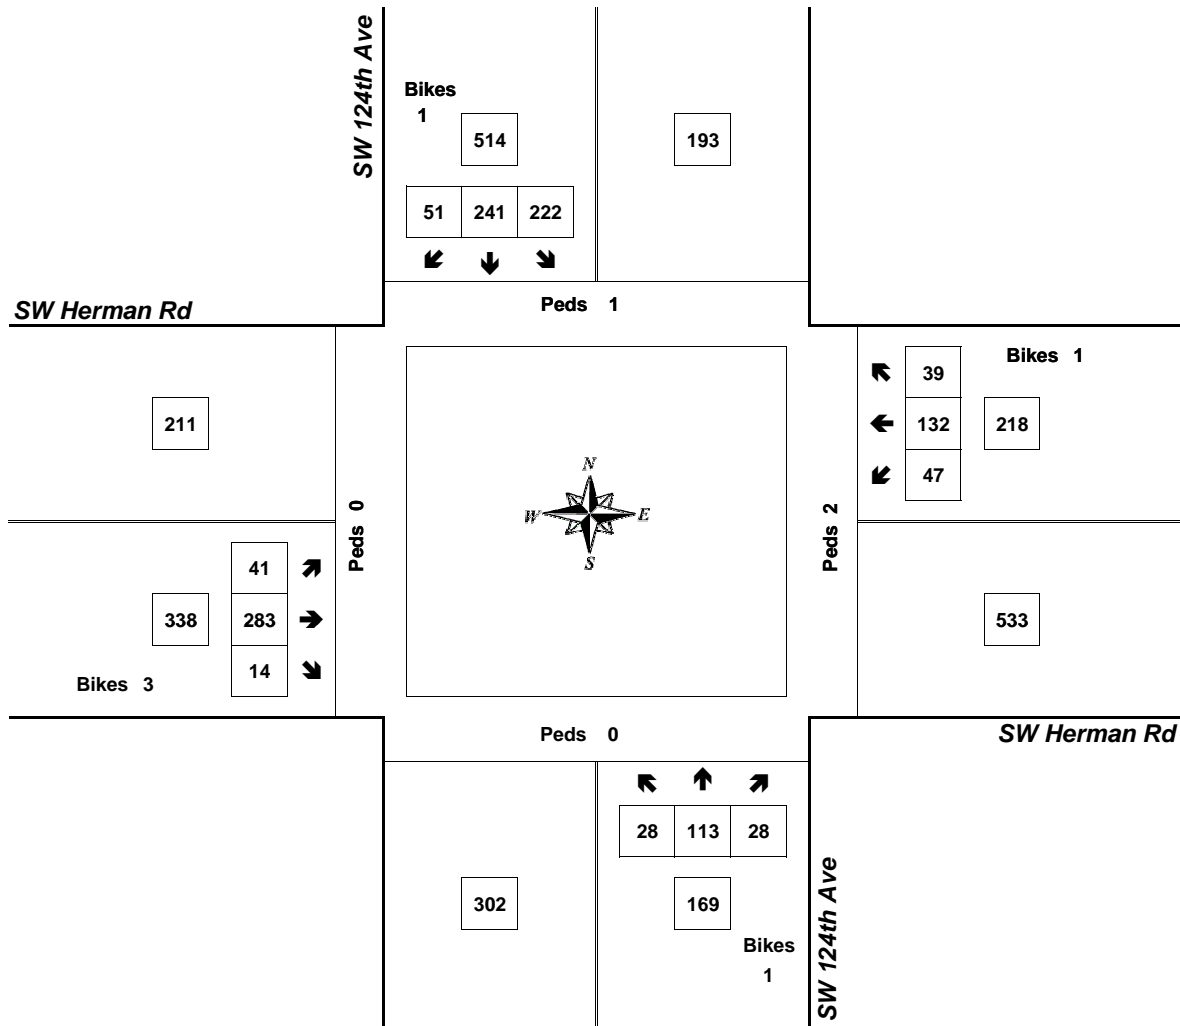 SW 124th Ave
Bikes
1
514
193
51 241 222
Peds 1
SW Herman Rd
Bikes 1
39
211
132 218
47
N
W E
S
Peds 0
Peds 2
41
338 283
533
14
Bikes 3
Peds 0
SW Herman Rd
28 113 28
302
169
SW 124th Ave
Bikes
1